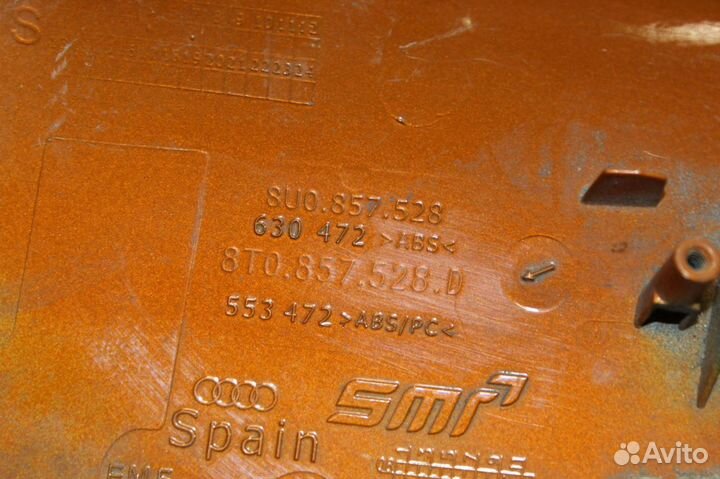 S
8U0.857.528
630 472 >ABS<
8T0.857.528.D
553 472 >ABS/PC<
smr
Spain
Avito